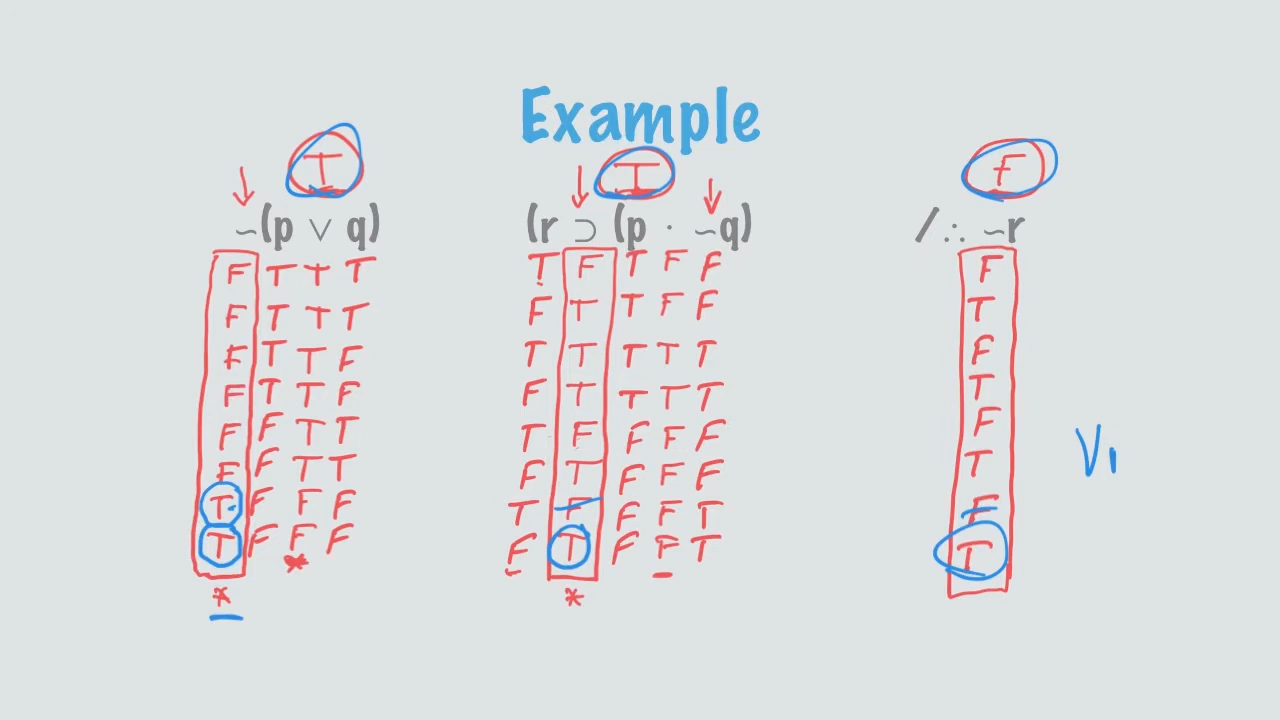 Example
T T F
~(p ∨ q) (r ⊃ (p · ~q) / ∴ ~r
F T T T T F T F F F
F T T T F T T F F T
F T T F T T T T T F
F T T F F T T T T T
F F T T T F F F F F
F F T T F T F F F T
T F F F T F F F T F
T F F F F T F F T T
* * *
V